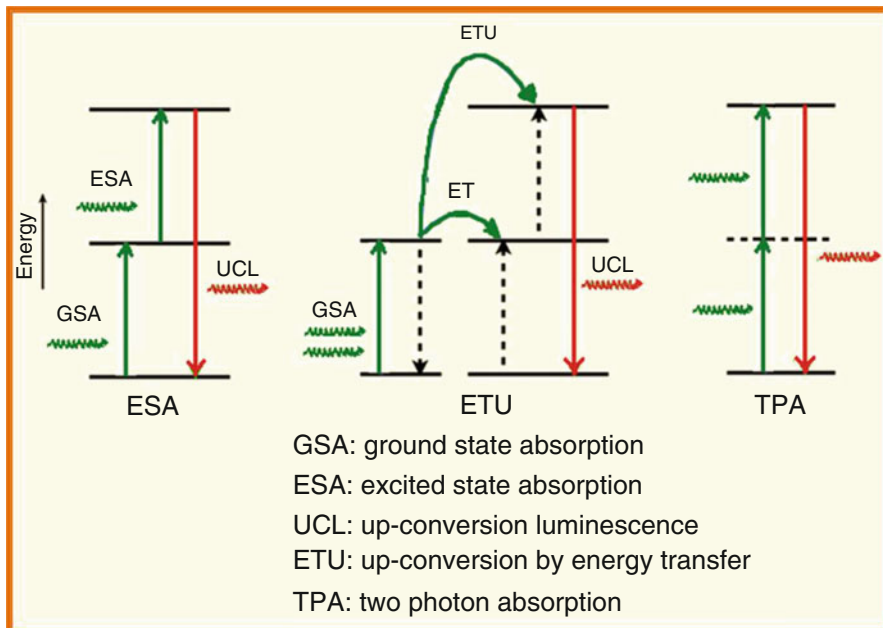 ETU
ESA
ET
Energy
UCL
UCL
GSA
GSA
ESA
ETU
TPA
GSA: ground state absorption
ESA: excited state absorption
UCL: up-conversion luminescence
ETU: up-conversion by energy transfer
TPA: two photon absorption